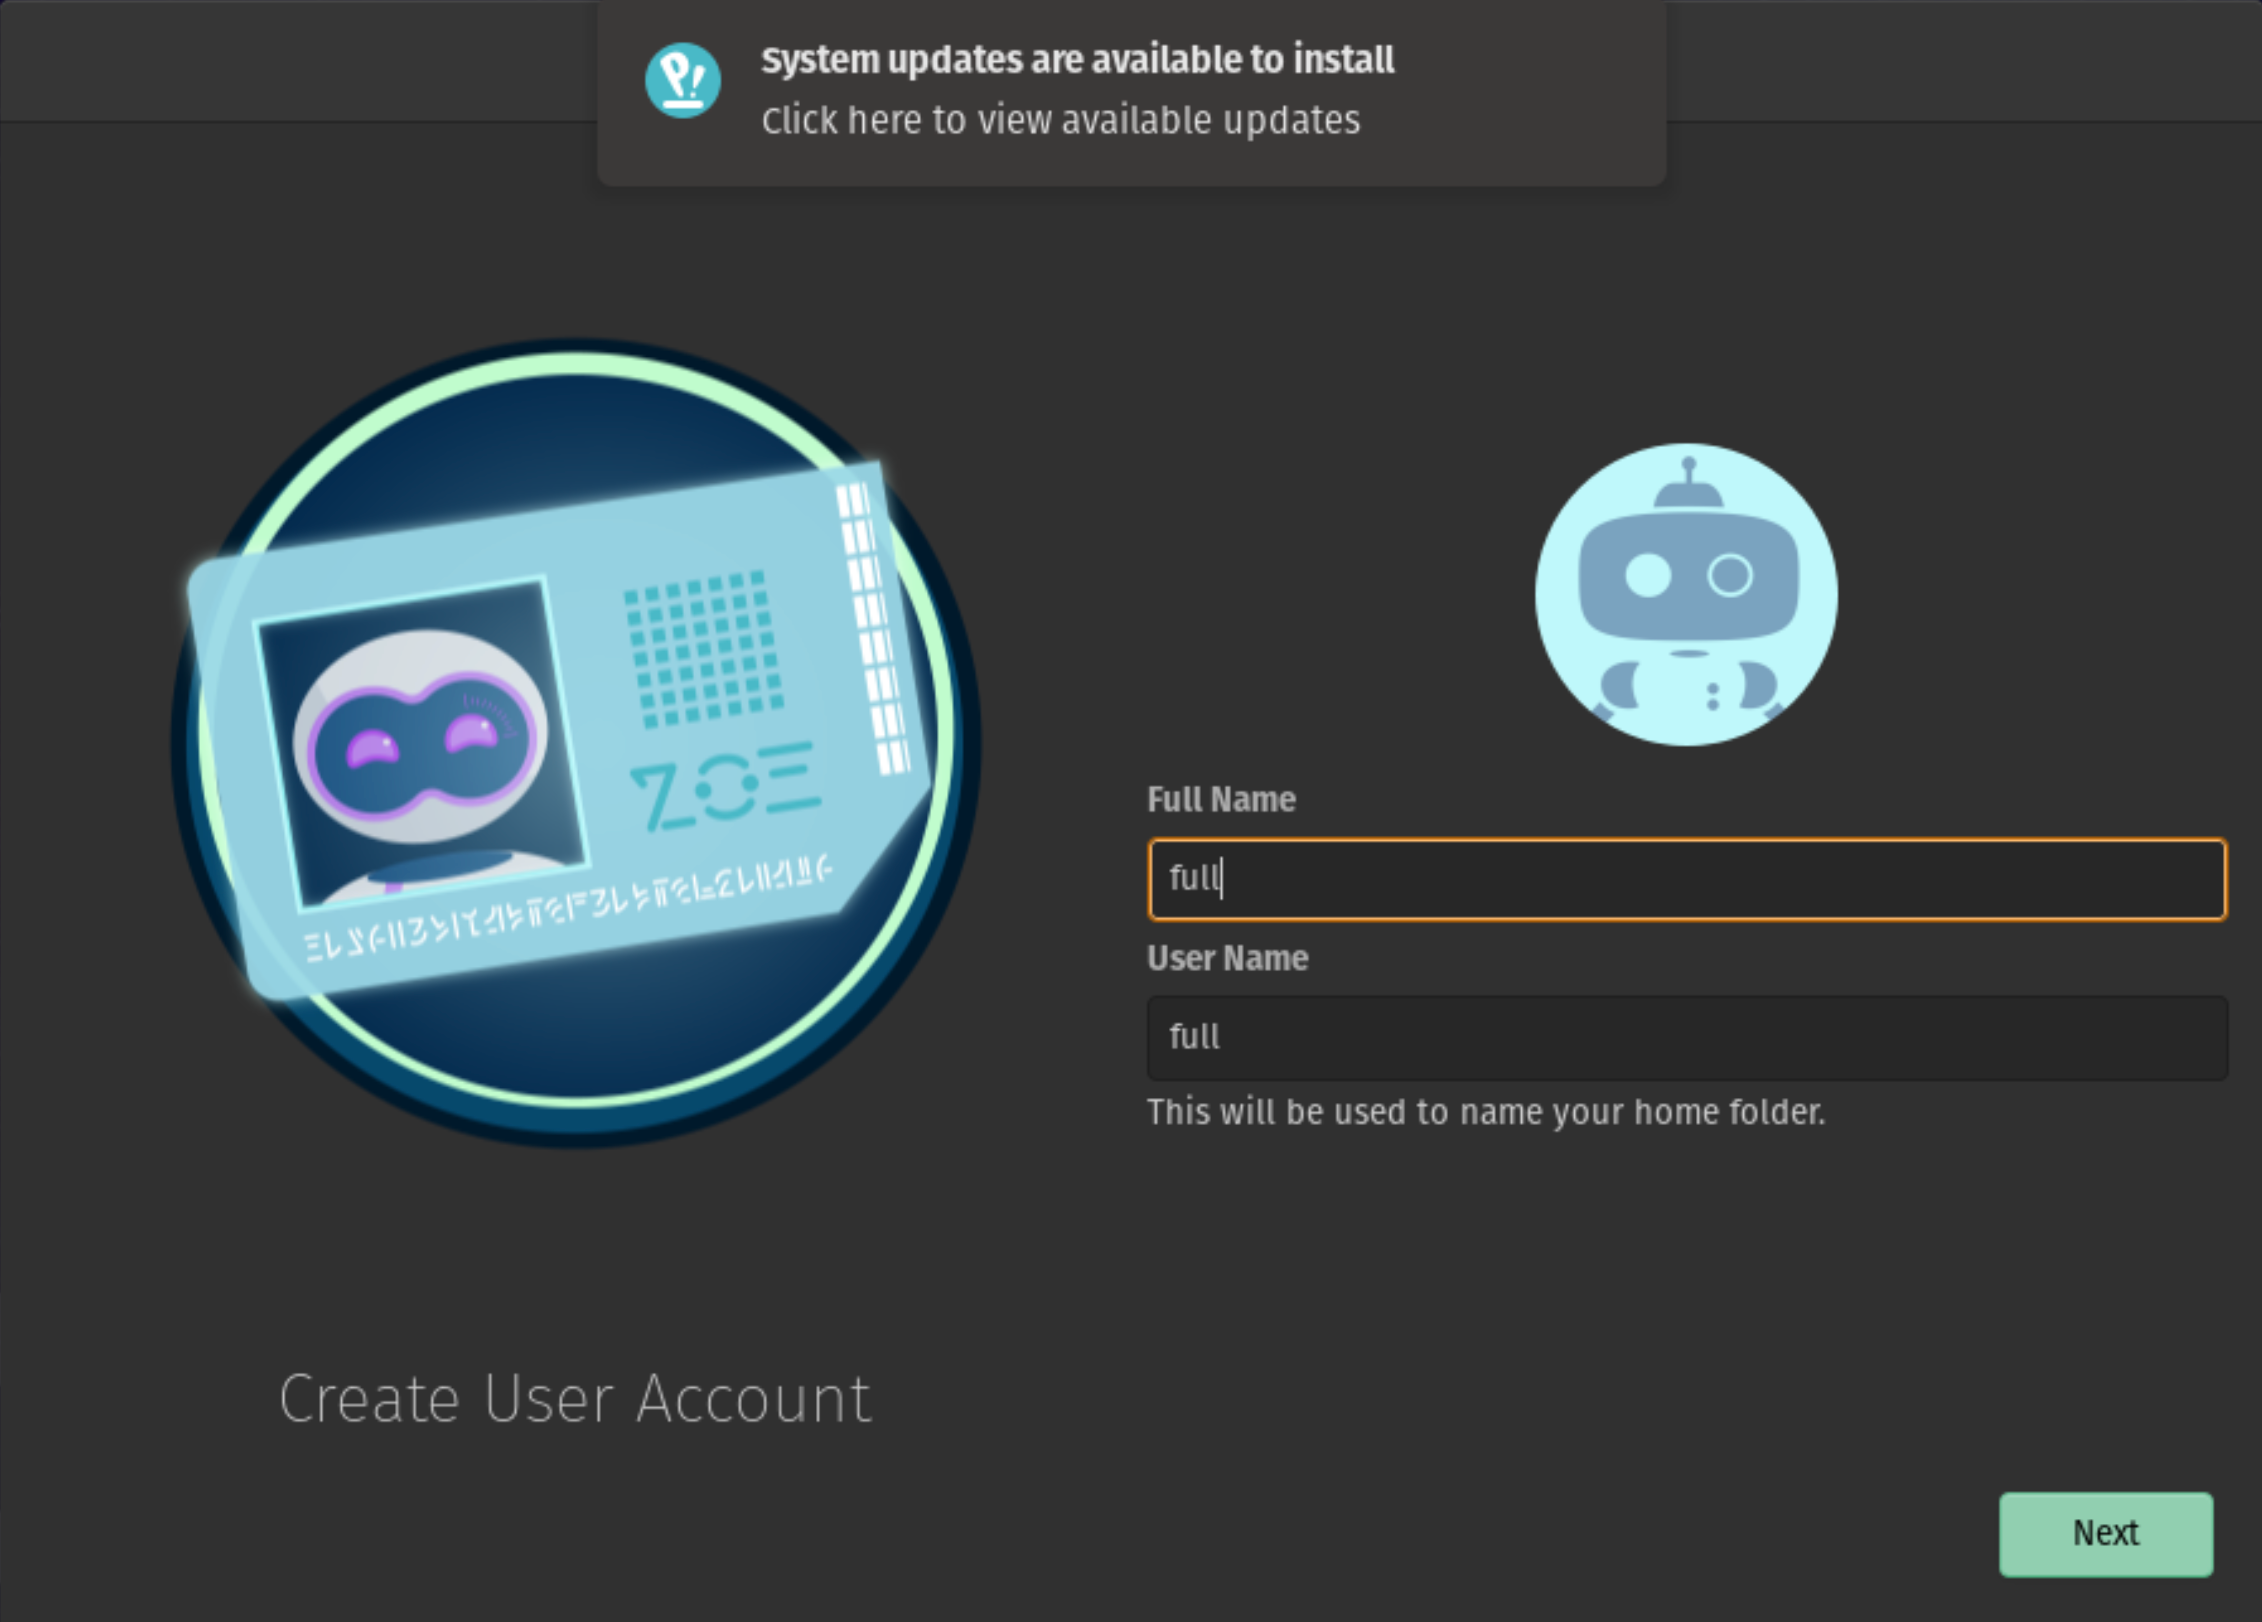 System updates are available to install
Click here to view available updates
ZOE
Full Name
full
User Name
full
This will be used to name your home folder.
Create User Account
Next